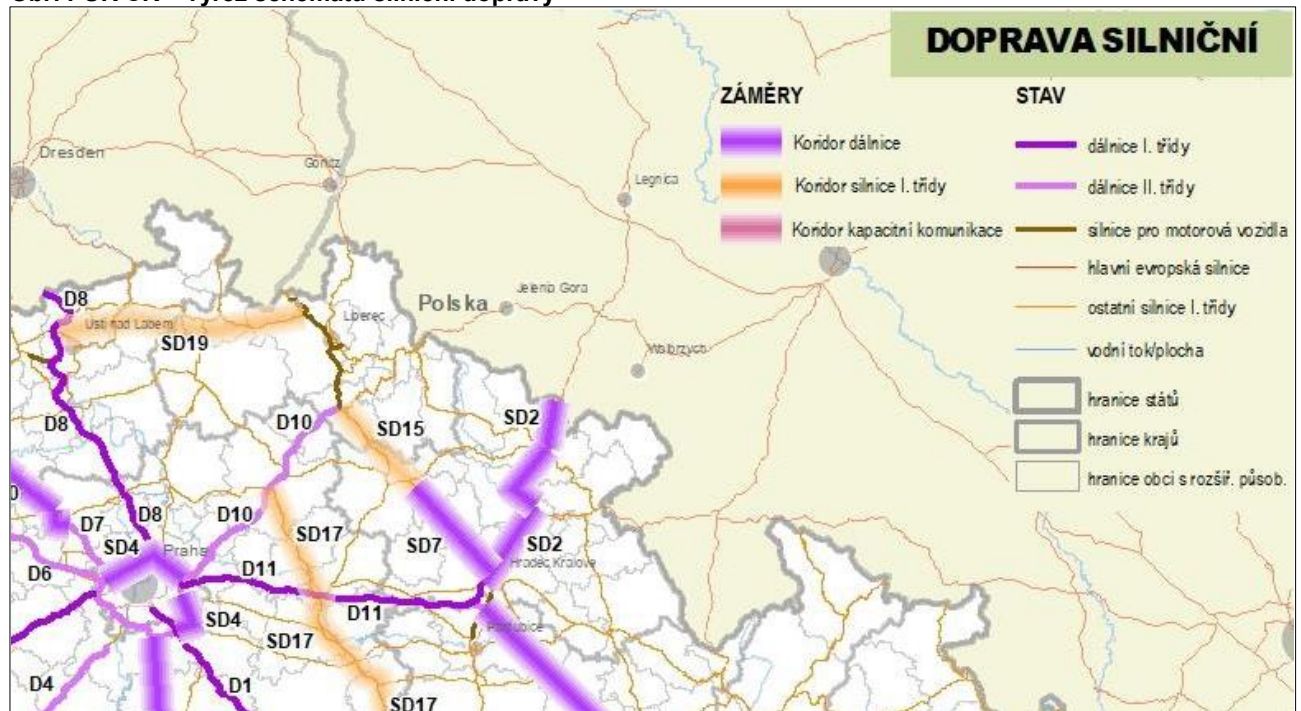 DOPRAVA SILNIČNÍ
ZÁMĚRY
STAV
Koridor dálnice
dálnice I. třídy
Koridor silnice I. třídy
dálnice II. třídy
Koridor kapacitní komunikace
silnice pro motorová vozidla
hlavní evropská silnice
ostatní silnice I. třídy
vodní tok/plocha
hranice států
hranice krajů
hranice obcí s rozšíř. působ.
Dresden
Legnica
Polska
Jelenia Gora
D8
Usti nad Labem
Liberec
SD19
D8
D10
SD15
SD2
D7
D8
D10
SD17
SD7
SD2
SD4
Praha
Hradec Kralove
D6
D11
D11
SD4
SD17
Pardubice
D4
D1
SD17